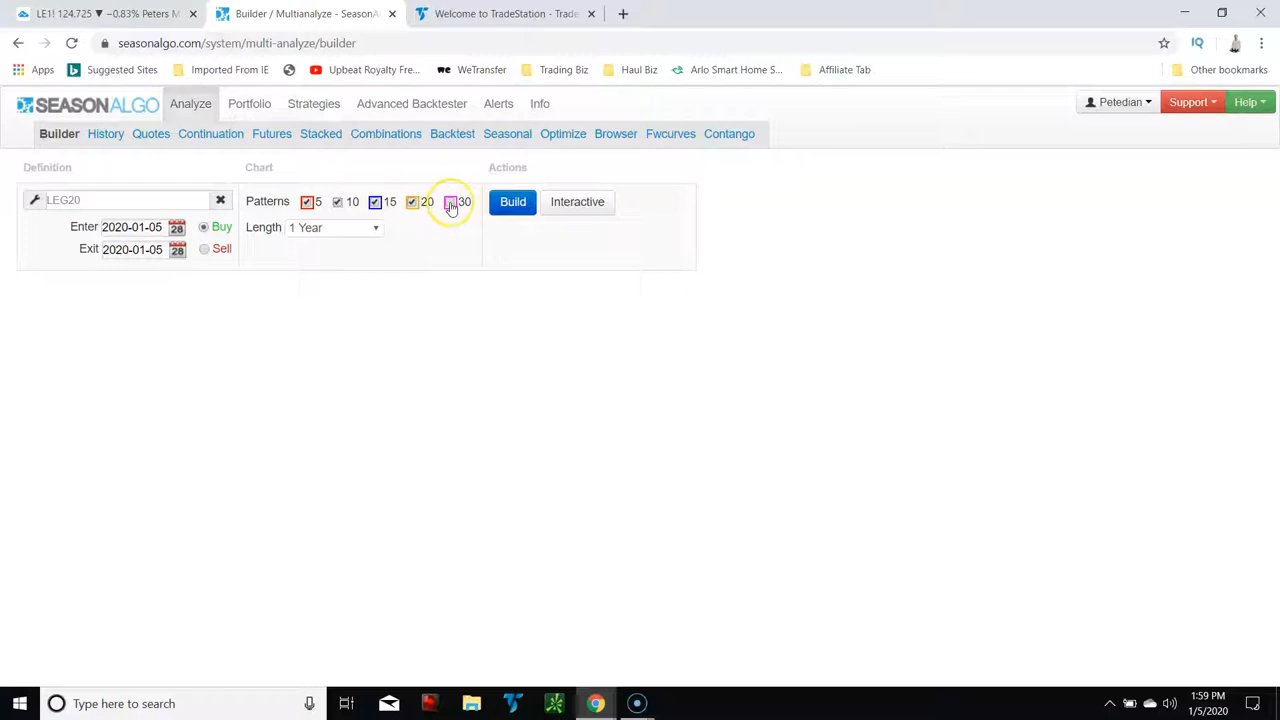 LE1! 124.725 ▼ −0.83% Peters M
Builder / Multianalyze - SeasonA
Welcome to TradeStation - Trade
seasonalgo.com/system/multi-analyze/builder
Apps
Suggested Sites
Imported From IE
Upbeat Royalty Fre...
WeTransfer
Trading Biz
Haul Biz
Arlo Smart Home S...
Affiliate Tab
Other bookmarks
SEASONALGO
Analyze
Portfolio
Strategies
Advanced Backtester
Alerts
Info
Petedian
Support
Help
Builder
History
Quotes
Continuation
Futures
Stacked
Combinations
Backtest
Seasonal
Optimize
Browser
Fwcurves
Contango
Definition
Chart
Actions
LEG20
Patterns 5 10 15 20 30
Build
Interactive
Enter 2020-01-05 28 Buy
Length 1 Year
Exit 2020-01-05 28 Sell
Type here to search
1:59 PM
1/5/2020